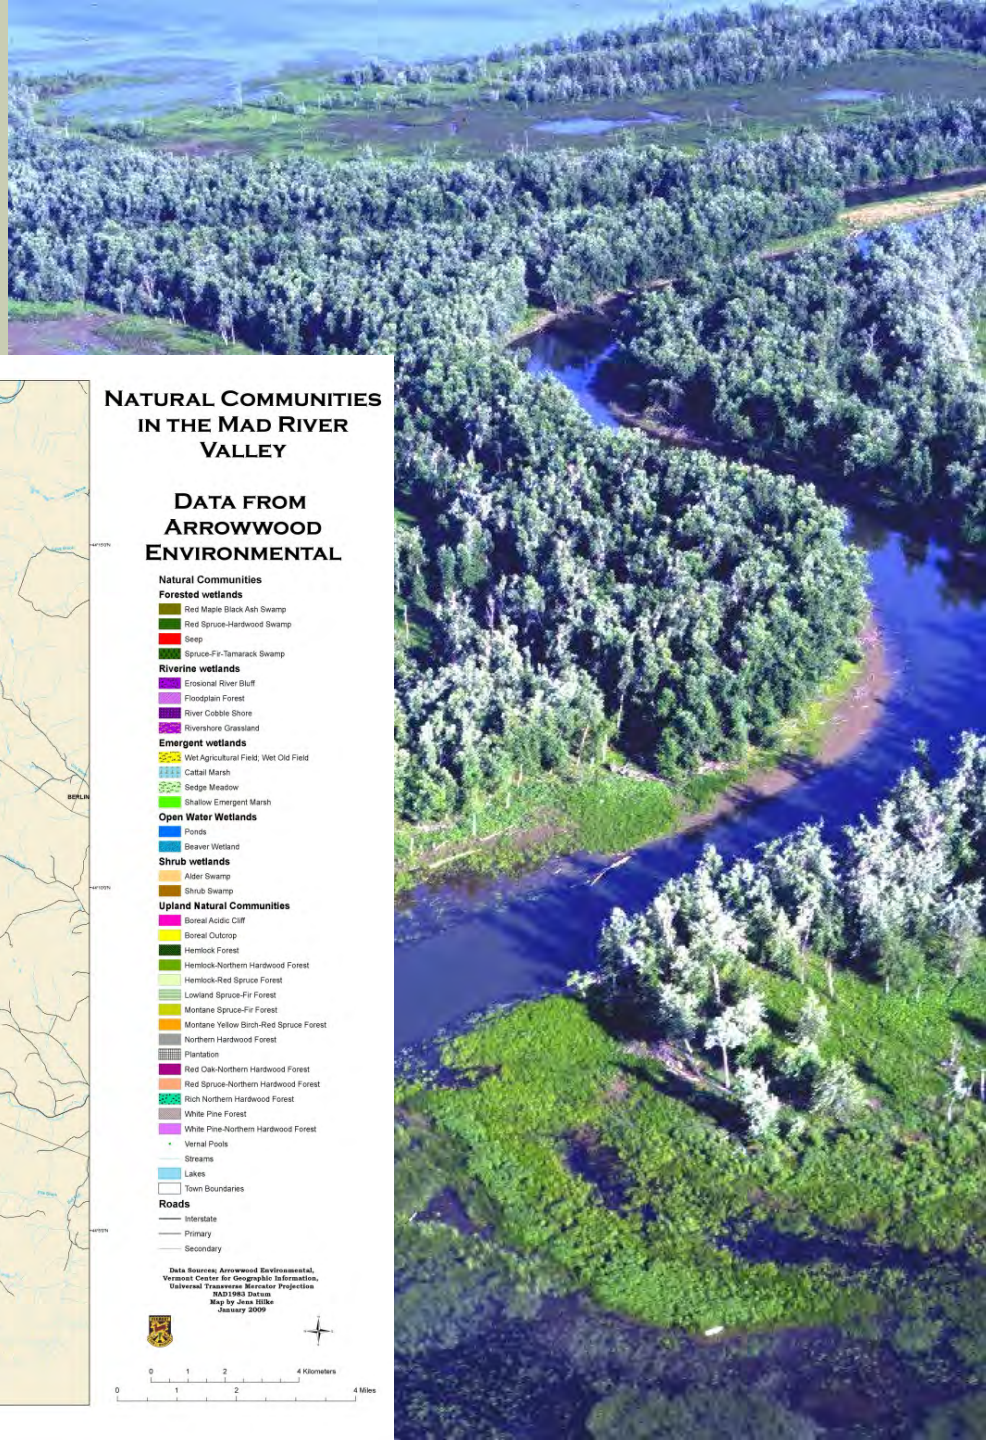 NATURAL COMMUNITIES
IN THE MAD RIVER
VALLEY
DATA FROM
ARROWWOOD
ENVIRONMENTAL
Natural Communities
Forested wetlands
Red Maple Black Ash Swamp
Red Spruce-Hardwood Swamp
Seep
Spruce-Fir-Tamarack Swamp
Riverine wetlands
Erosional River Bluff
Floodplain Forest
River Cobble Shore
Rivershore Grassland
Emergent wetlands
Wet Agricultural Field; Wet Old Field
Cattail Marsh
Sedge Meadow
Shallow Emergent Marsh
Open Water Wetlands
Ponds
Beaver Wetland
Shrub wetlands
Alder Swamp
Shrub Swamp
Upland Natural Communities
Boreal Acidic Cliff
Boreal Outcrop
Hemlock Forest
Hemlock-Northern Hardwood Forest
Hemlock-Red Spruce Forest
Lowland Spruce-Fir Forest
Montane Spruce-Fir Forest
Montane Yellow Birch-Red Spruce Forest
Northern Hardwood Forest
Plantation
Red Oak-Northern Hardwood Forest
Red Spruce-Northern Hardwood Forest
Rich Northern Hardwood Forest
White Pine Forest
White Pine-Northern Hardwood Forest
Vernal Pools
Streams
Lakes
Town Boundaries
Roads
Interstate
Primary
Secondary
Data Sources; Arrowwood Environmental,
Vermont Center for Geographic Information,
Universal Transverse Mercator Projection
NAD1983 Datum
Map by Jens Hilke
January 2009
0 1 2 4 Kilometers
0 1 2 4 Miles
BERLIN